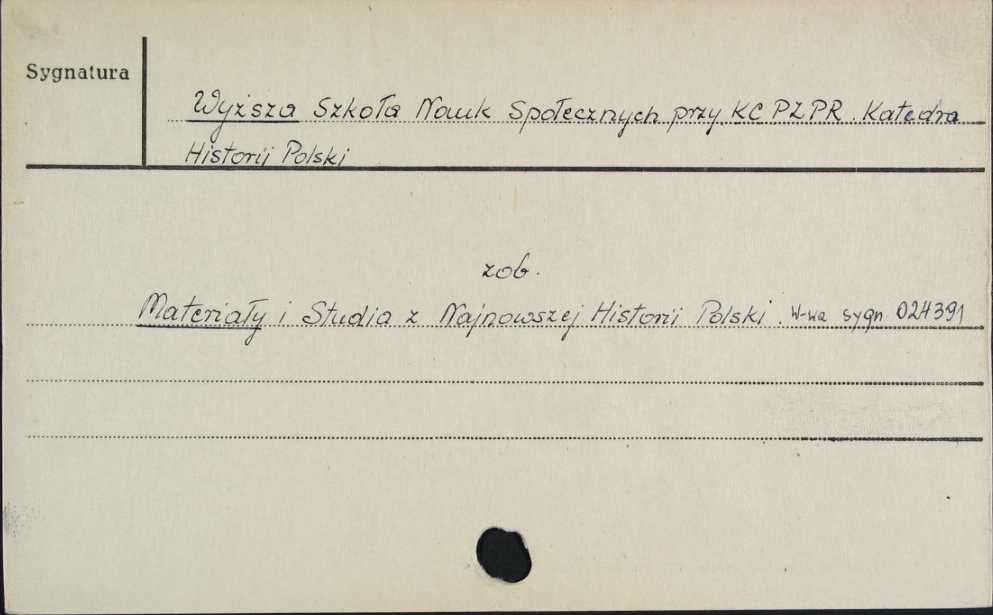 Sygnatura
Wyższa Szkoła Nauk Społecznych przy KC PZPR. Katedra
Historii Polski
zob.
Materiały i Studia z Najnowszej Historii Polski. W-wa sygn 024391